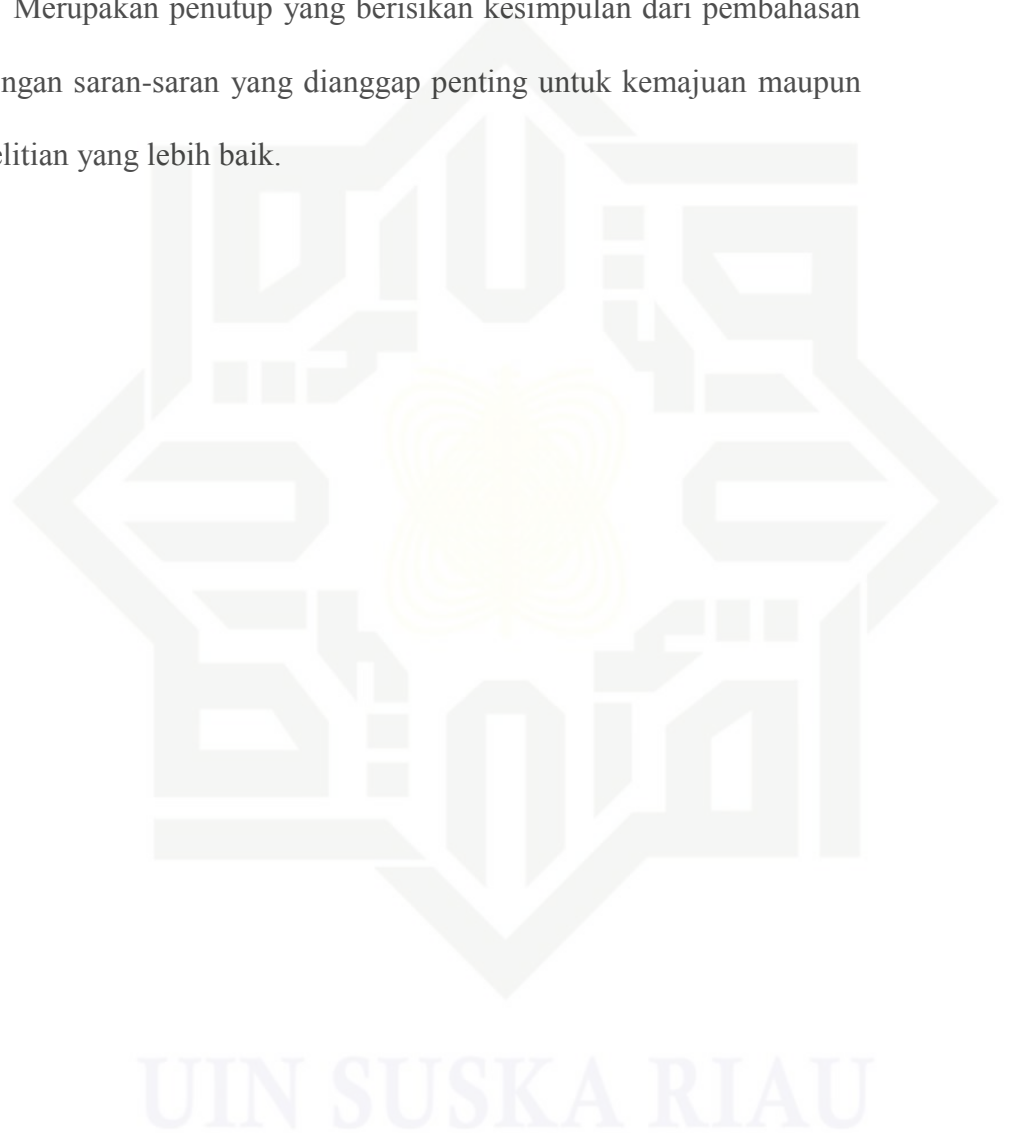 Merupakan penutup yang berisikan kesimpulan dari pembahasan
ngan saran-saran yang dianggap penting untuk kemajuan maupun
elitian yang lebih baik.
UIN SUSKA RIAU